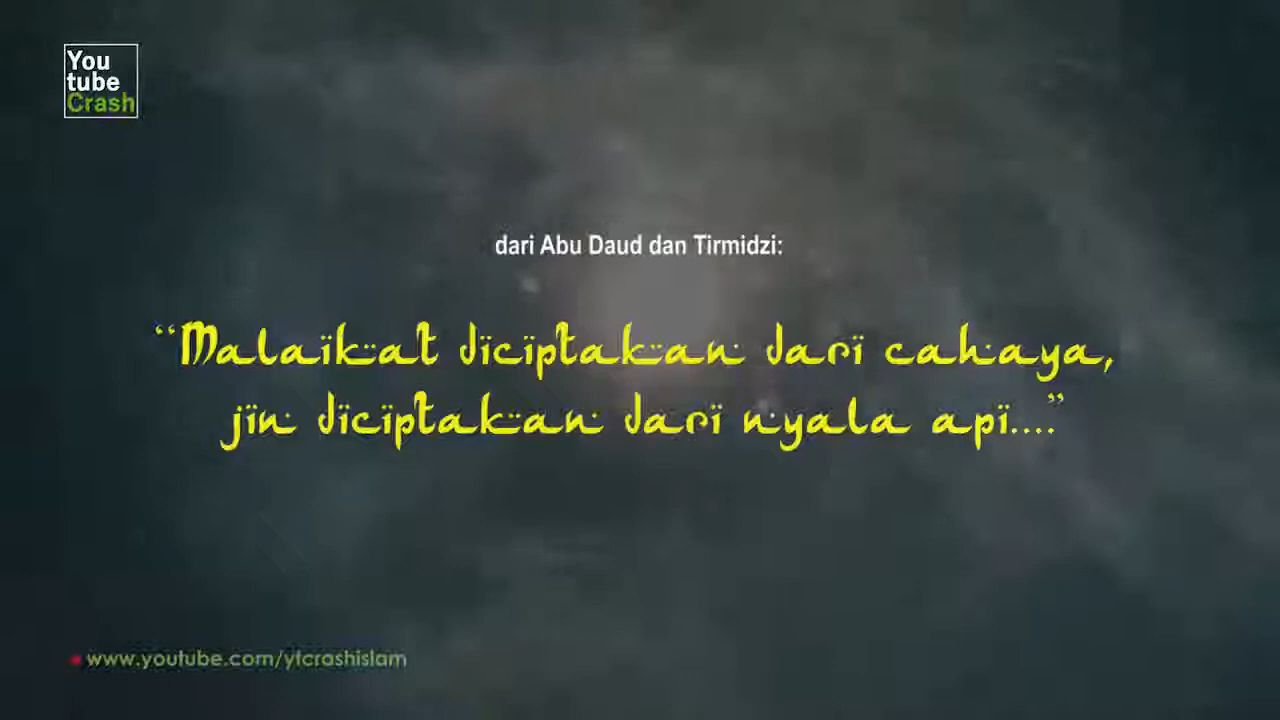 You
tube
Crash
dari Abu Daud dan Tirmidzi:
“Malaikat diciptakan dari cahaya,
jin diciptakan dari nyala api....”
www.youtube.com/ytcrashislam